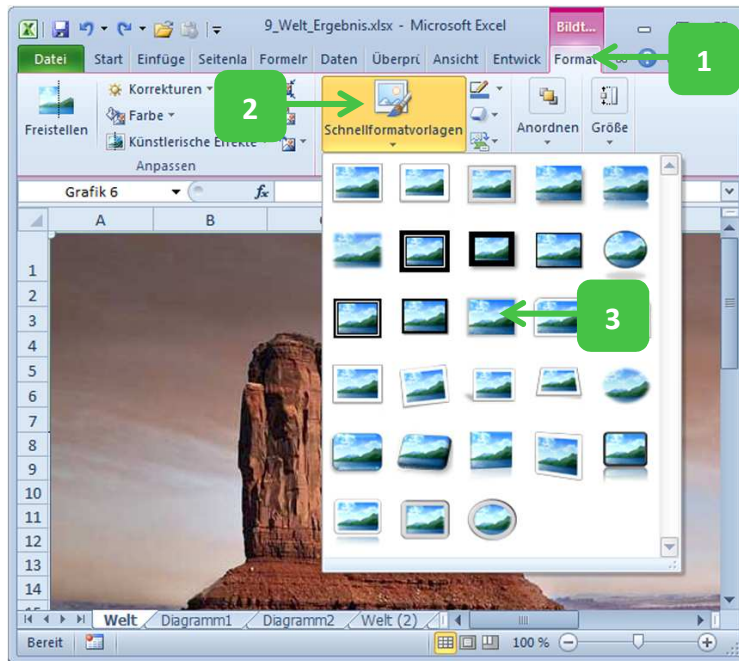 9_Welt_Ergebnis.xlsx - Microsoft Excel
Bildt...
Datei Start Einfüge Seitenla Formelr Daten Überprü Ansicht Entwick Format
1
Korrekturen
2
Freistellen
Farbe
Künstlerische Effekte
Anpassen
Schnellformatvorlagen
Anordnen
Größe
Grafik 6
fx
A B
1
2
3
3
4
5
6
7
8
9
10
11
12
13
14
Welt Diagramm1 Diagramm2 Welt (2)
Bereit
100 %